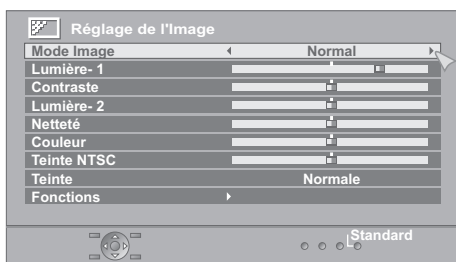 Réglage de l'Image
Mode Image Normal
Lumière- 1
Contraste
Lumière- 2
Netteté
Couleur
Teinte NTSC
Teinte Normale
Fonctions
Standard